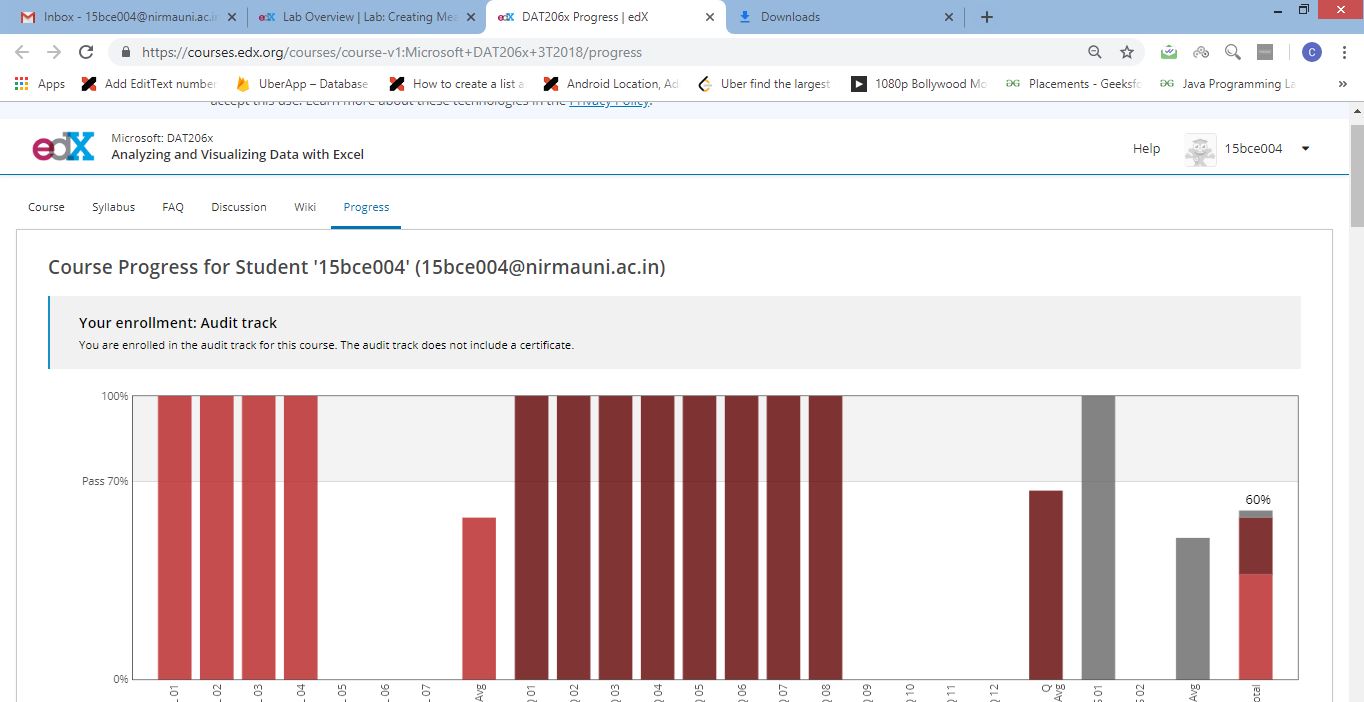 Inbox - 15bce004@nirmauni.ac.i
Lab Overview | Lab: Creating Mea
DAT206x Progress | edX
Downloads
https://courses.edx.org/courses/course-v1:Microsoft+DAT206x+3T2018/progress
C
Apps
Add EditText number
UberApp – Database
How to create a list a
Android Location, Ad
Uber find the largest
1080p Bollywood Mo
Placements - Geeksfo
Java Programming La
»
accept this use. Learn more about these technologies in the Privacy Policy.
edX
Microsoft: DAT206x
Analyzing and Visualizing Data with Excel
Help
15bce004
Course
Syllabus
FAQ
Discussion
Wiki
Progress
Course Progress for Student '15bce004' (15bce004@nirmauni.ac.in)
Your enrollment: Audit track
You are enrolled in the audit track for this course. The audit track does not include a certificate.
100%
Pass 70%
0%
60%
01
02
03
04
05
06
07
Avg
01
02
03
04
05
06
07
08
09
10
11
12
Q Avg
01
02
Avg